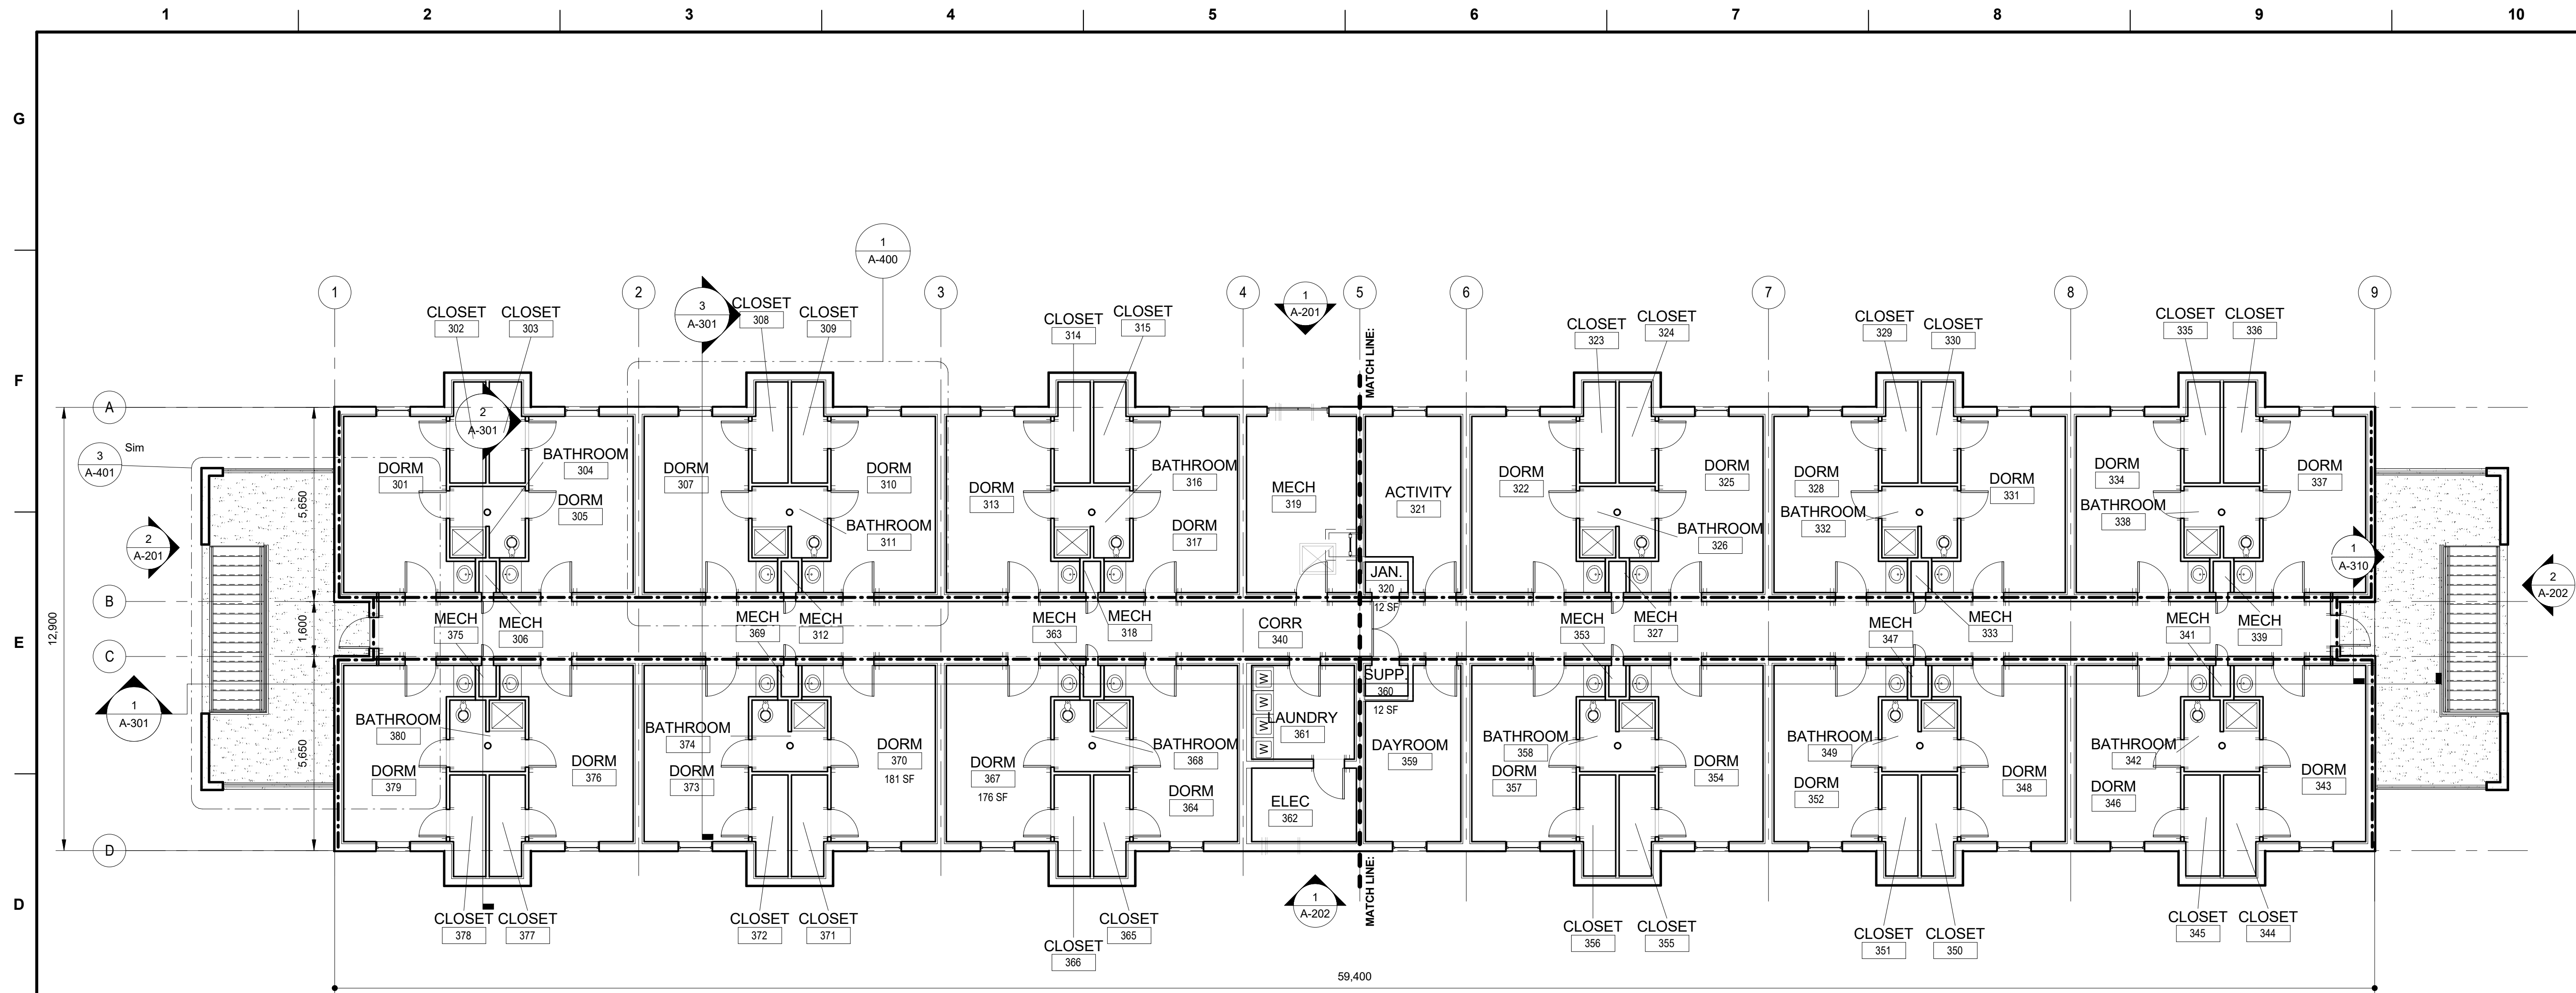 1 2 3 4 5 6 7 8 9 10
G
F
E
D
1
A-400
1 2 3 4 5 6 7 8 9
3
A-301
1
A-201
CLOSET
302
CLOSET
303
CLOSET
308
CLOSET
309
CLOSET
314
CLOSET
315
CLOSET
323
CLOSET
324
CLOSET
329
CLOSET
330
CLOSET
335
CLOSET
336
MATCH LINE:
A
B
C
D
12,900
5,650
1,600
5,650
3
A-401
Sim
2
A-301
2
A-201
1
A-301
DORM
301
BATHROOM
304
DORM
305
DORM
307
DORM
310
BATHROOM
311
DORM
313
BATHROOM
316
DORM
317
MECH
319
ACTIVITY
321
DORM
322
DORM
325
BATHROOM
326
DORM
328
BATHROOM
332
DORM
331
DORM
334
BATHROOM
338
DORM
337
1
A-310
2
A-202
JAN.
320
12 SF
MECH
375
MECH
306
MECH
369
MECH
312
MECH
363
MECH
318
CORR
340
MECH
353
MECH
327
MECH
347
MECH
333
MECH
341
MECH
339
BATHROOM
380
DORM
379
DORM
376
BATHROOM
374
DORM
373
DORM
370
181 SF
DORM
367
176 SF
BATHROOM
368
DORM
364
W
W
W
W
LAUNDRY
361
ELEC
362
SUPP.
360
12 SF
DAYROOM
359
BATHROOM
358
DORM
357
DORM
354
BATHROOM
349
DORM
352
DORM
348
BATHROOM
342
DORM
346
DORM
343
MATCH LINE:
1
A-202
CLOSET
378
CLOSET
377
CLOSET
372
CLOSET
371
CLOSET
366
CLOSET
365
CLOSET
356
CLOSET
355
CLOSET
351
CLOSET
350
CLOSET
345
CLOSET
344
59,400